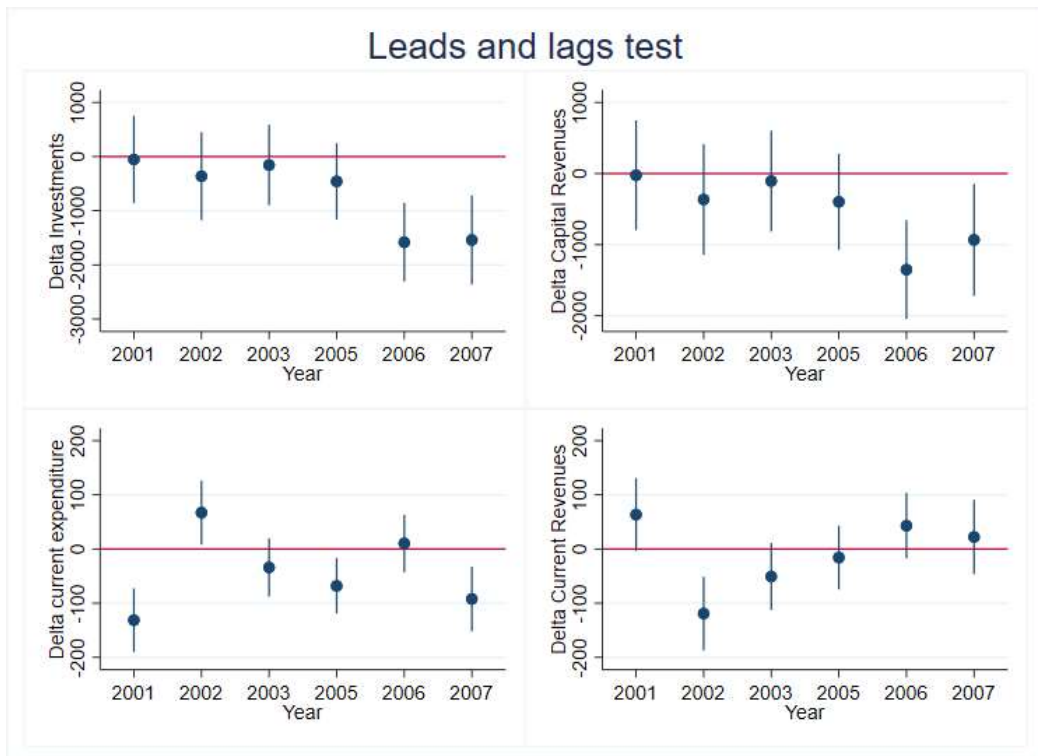 Leads and lags test
Delta Investments
1000
0
-1000
-2000
-3000
2001 2002 2003 2005 2006 2007
Year
Delta Capital Revenues
1000
0
-1000
-2000
2001 2002 2003 2005 2006 2007
Year
Delta current expenditure
200
100
0
-100
-200
2001 2002 2003 2005 2006 2007
Year
Delta Current Revenues
200
100
0
-100
-200
2001 2002 2003 2005 2006 2007
Year